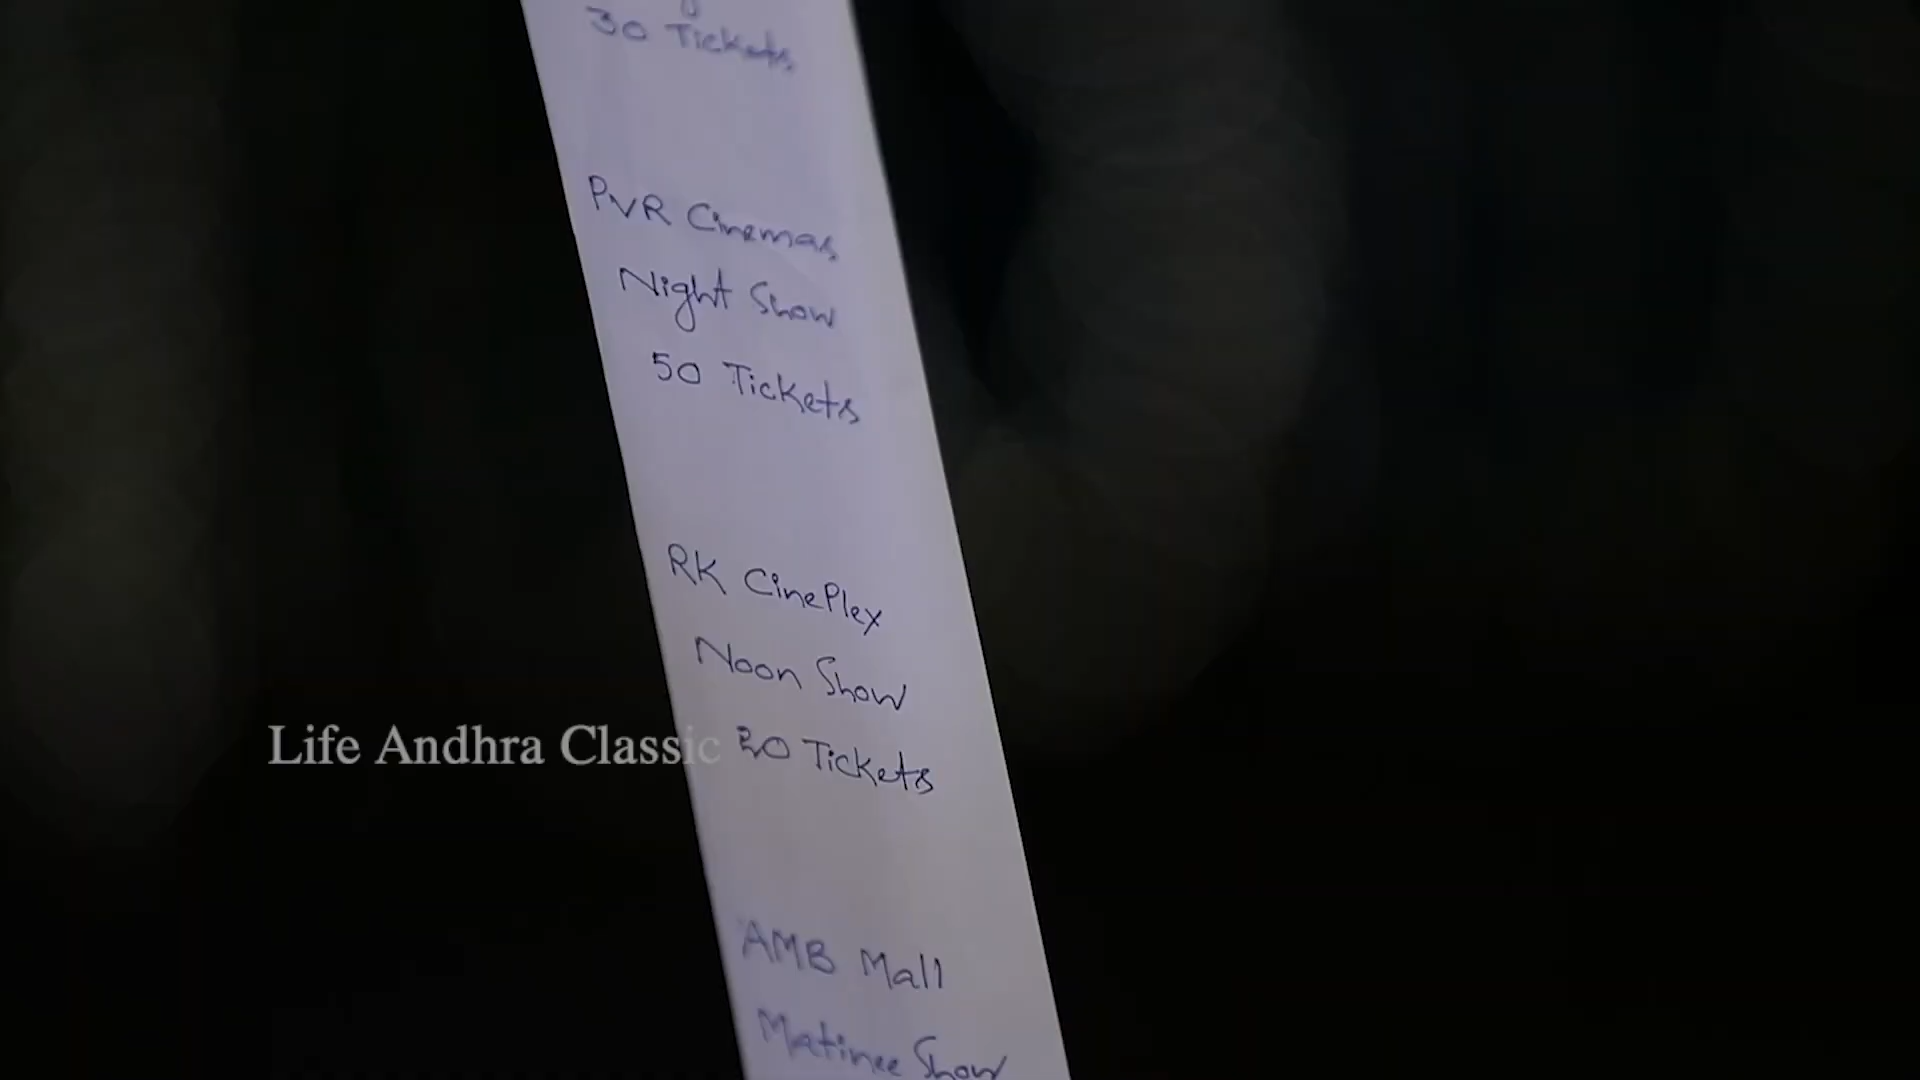 30 Tickets
PVR Cinemas
Night Show
50 Tickets
RK CinePlex
Noon Show
Life Andhra Classic
20 Tickets
AMB Mall
Matinee Show